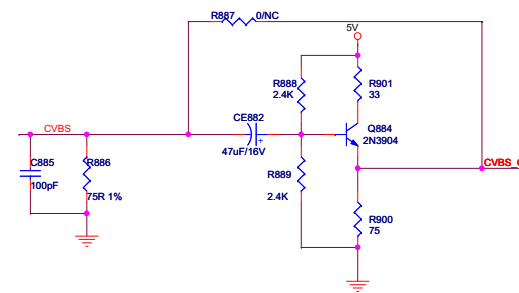 R887 0/NC
5V
R888
2.4K
R901
33
CE882
47uF/16V
Q884
2N3904
CVBS
CVBS_
C885
100pF
R886
75R 1%
R889
2.4K
R900
75